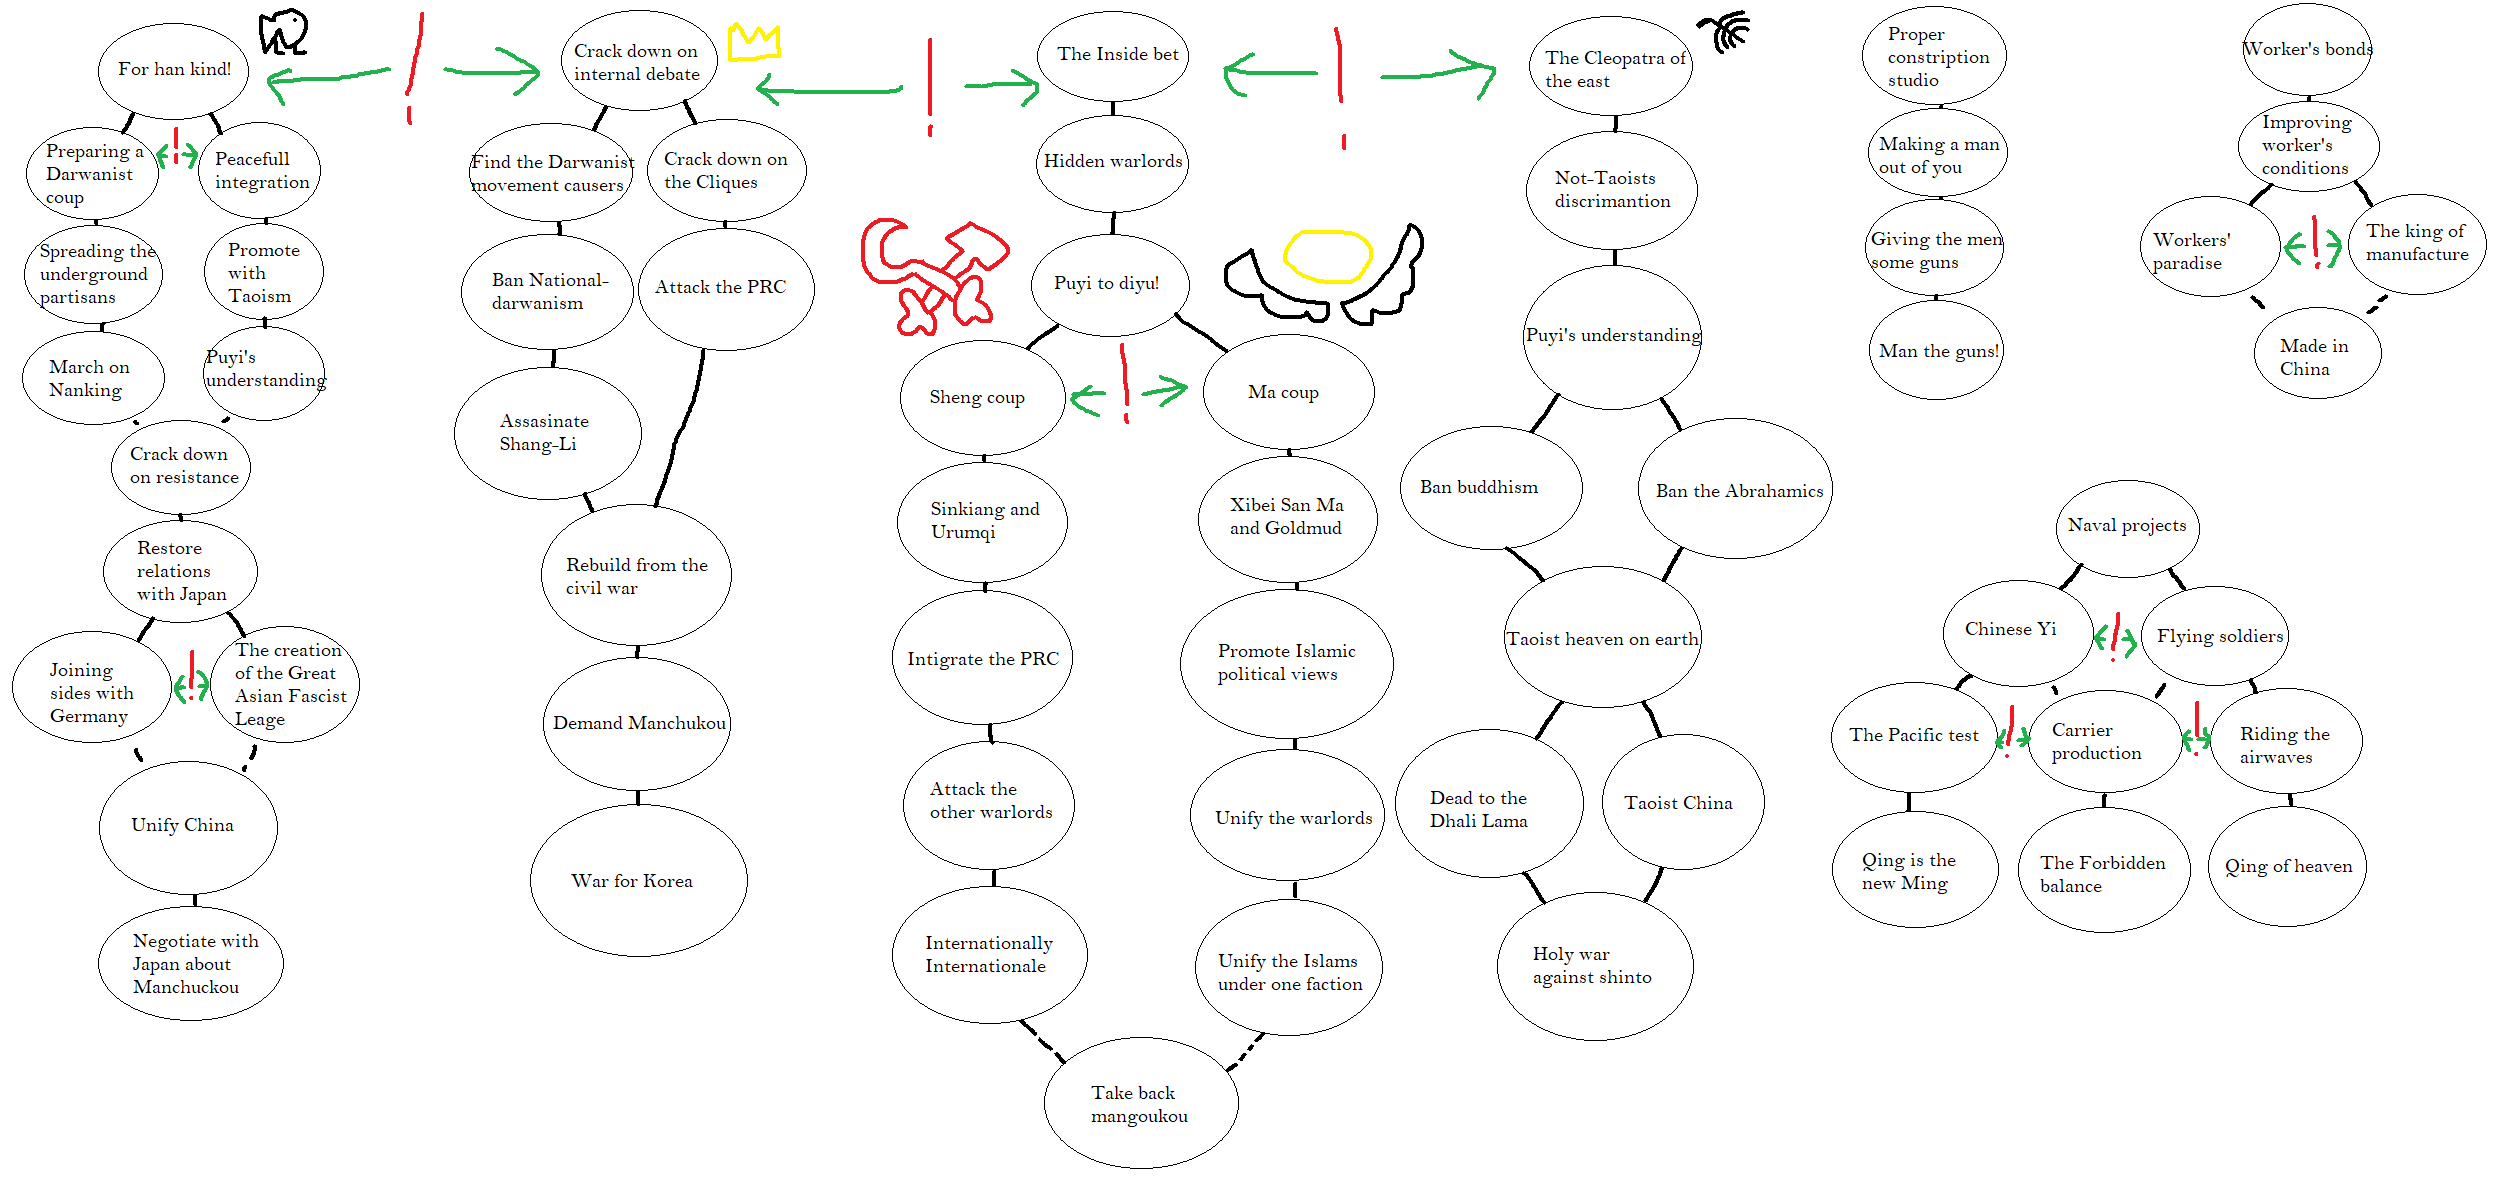 For han kind!
Preparing a
Darwanist
coup
Peacefull
integration
Spreading the
underground
partisans
Promote
with
Taoism
March on
Nanking
Puyi's
understanding
Crack down
on resistance
Restore
relations
with Japan
Joining
sides with
Germany
The creation
of the Great
Asian Fascist
Leage
Unify China
Negotiate with
Japan about
Manchuckou
!
!
!
Crack down on
internal debate
Find the Darwanist
movement causers
Crack down on
the Cliques
Ban National-
darwanism
Attack the PRC
Assasinate
Shang-Li
Rebuild from the
civil war
Demand Manchukou
War for Korea
!
The Inside bet
Hidden warlords
Puyi to diyu!
!
Sheng coup
Ma coup
Sinkiang and
Urumqi
Xibei San Ma
and Goldmud
Intigrate the PRC
Promote Islamic
political views
Attack the
other warlords
Unify the warlords
Internationally
Internationale
Unify the Islams
under one faction
Take back
mangoukou
!
The Cleopatra of
the east
Not-Taoists
discrimantion
Puyi's understanding
Ban buddhism
Ban the Abrahamics
Taoist heaven on earth
Dead to the
Dhali Lama
Taoist China
Holy war
against shinto
Proper
constription
studio
Making a man
out of you
Giving the men
some guns
Man the guns!
Worker's bonds
Improving
worker's
conditions
Workers'
paradise
!
The king of
manufacture
Made in
China
Naval projects
Chinese Yi
!
Flying soldiers
The Pacific test
!
Carrier
production
!
Riding the
airwaves
Qing is the
new Ming
The Forbidden
balance
Qing of heaven